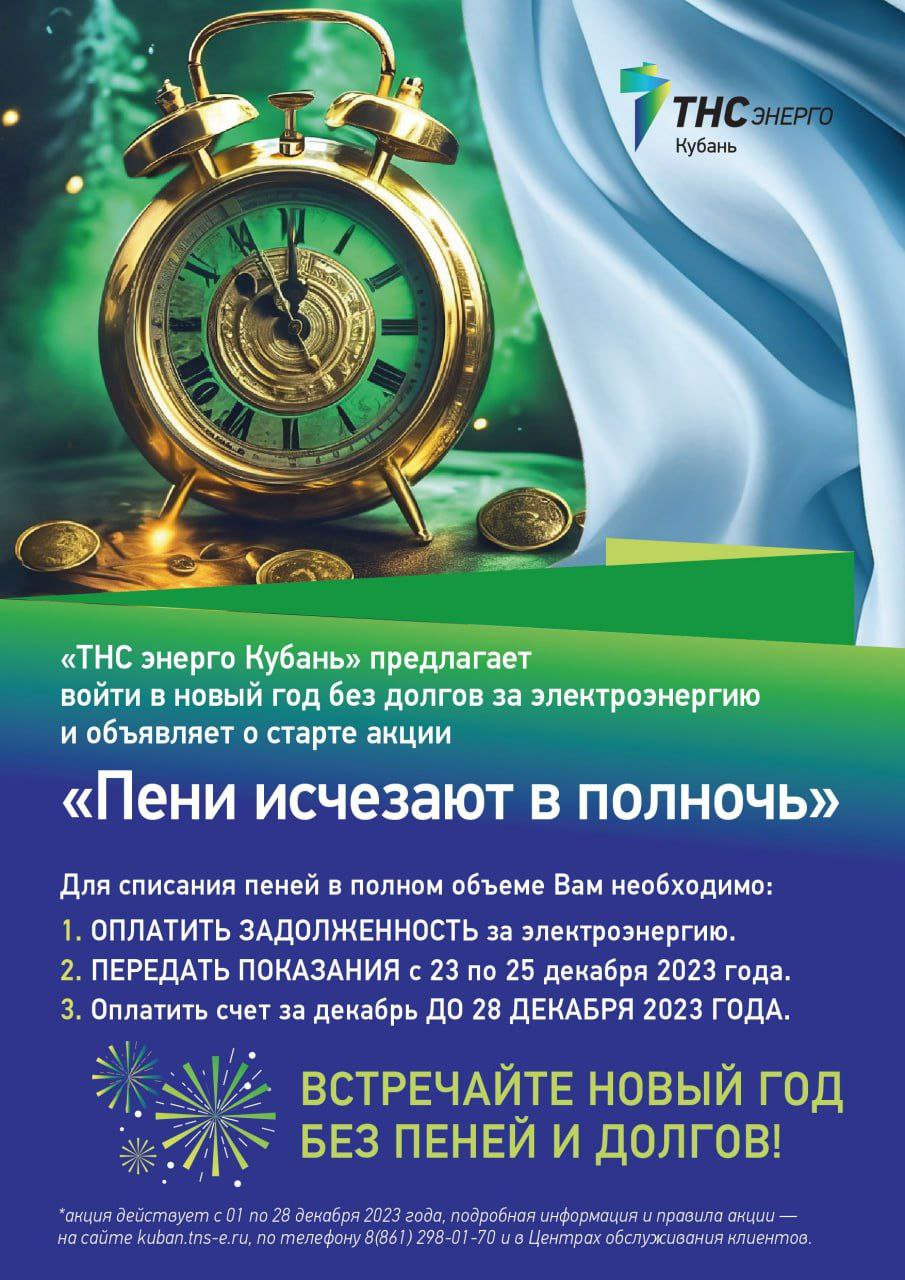 ТНС энерго
Кубань
«ТНС энерго Кубань» предлагает
войти в новый год без долгов за электроэнергию
и объявляет о старте акции
«Пени исчезают в полночь»
Для списания пеней в полном объеме Вам необходимо:
1. ОПЛАТИТЬ ЗАДОЛЖЕННОСТЬ за электроэнергию.
2. ПЕРЕДАТЬ ПОКАЗАНИЯ с 23 по 25 декабря 2023 года.
3. Оплатить счет за декабрь ДО 28 ДЕКАБРЯ 2023 ГОДА.
ВСТРЕЧАЙТЕ НОВЫЙ ГОД
БЕЗ ПЕНЕЙ И ДОЛГОВ!
*акция действует с 01 по 28 декабря 2023 года, подробная информация и правила акции —
на сайте kuban.tns-e.ru, по телефону 8(861) 298-01-70 и в Центрах обслуживания клиентов.